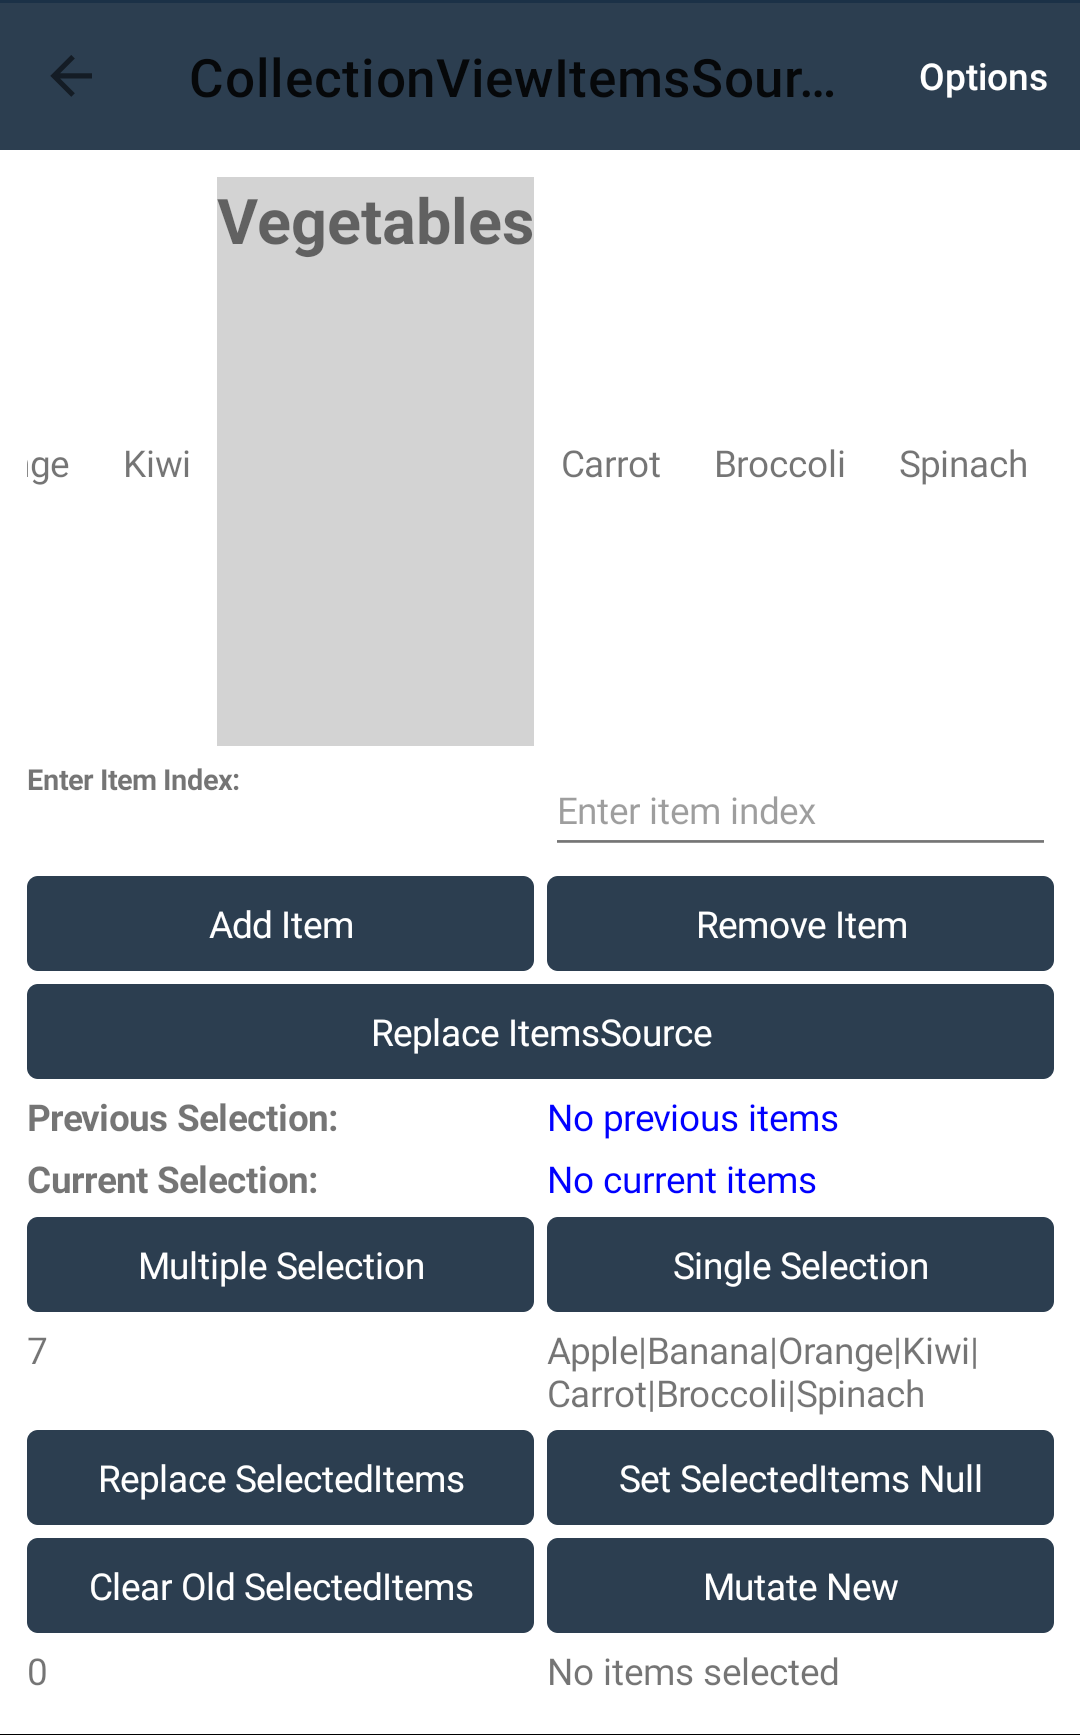 CollectionViewItemsSour...
Options
Vegetables
ge Kiwi Carrot Broccoli Spinach
Enter Item Index:
Enter item index
Add Item Remove Item
Replace ItemsSource
Previous Selection: No previous items
Current Selection: No current items
Multiple Selection Single Selection
7 Apple|Banana|Orange|Kiwi|
Carrot|Broccoli|Spinach
Replace SelectedItems Set SelectedItems Null
Clear Old SelectedItems Mutate New
0 No items selected